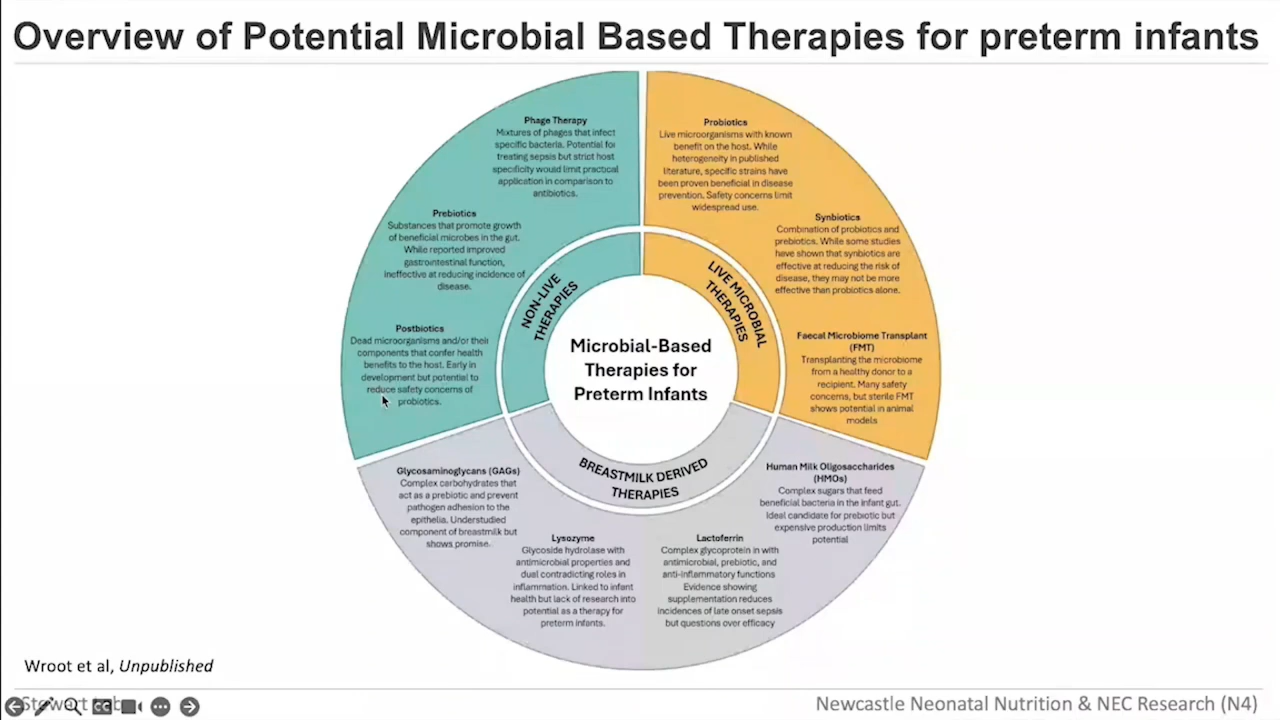 Overview of Potential Microbial Based Therapies for preterm infants
Phage Therapy
Mixtures of phages that infect
specific bacteria. Potential for
treating sepsis but strict host
specificity would limit practical
application in comparison to
antibiotics.
Prebiotics
Substances that promote growth
of beneficial microbes in the gut.
While reported improved
gastrointestinal function,
ineffective at reducing incidence of
disease.
Postbiotics
Dead microorganisms and/or their
components that confer health
benefits to the host. Early in
development but potential to
reduce safety concerns of
probiotics.
NON-LIVE
THERAPIES
Probiotics
Live microorganisms with known
benefit on the host. While
heterogeneity in published
literature, specific strains have
been proven beneficial in disease
prevention. Safety concerns limit
widespread use.
Synbiotics
Combination of probiotics and
prebiotics. While some studies
have shown that synbiotics are
effective at reducing the risk of
disease, they may not be more
effective than probiotics alone.
Faecal Microbiome Transplant
(FMT)
Transplanting the microbiome
from a healthy donor to a
recipient. Many safety
concerns, but sterile FMT
shows potential in animal
models
LIVE MICROBIAL
THERAPIES
Microbial-Based
Therapies for
Preterm Infants
BREASTMILK DERIVED
THERAPIES
Glycosaminoglycans (GAGs)
Complex carbohydrates that
act as a prebiotic and prevent
pathogen adhesion to the
epithelia. Understudied
component of breastmilk but
shows promise.
Lysozyme
Glycoside hydrolase with
antimicrobial properties and
dual contradicting roles in
inflammation. Linked to infant
health but lack of research into
potential as a therapy for
preterm infants.
Lactoferrin
Complex glycoprotein in with
antimicrobial, prebiotic, and
anti-inflammatory functions
Evidence showing
supplementation reduces
incidences of late onset sepsis
but questions over efficacy
Human Milk Oligosaccharides
(HMOs)
Complex sugars that feed
beneficial bacteria in the infant gut.
Ideal candidate for prebiotic but
expensive production limits
potential
Wroot et al, Unpublished
Stewart
CC
Newcastle Neonatal Nutrition & NEC Research (N4)